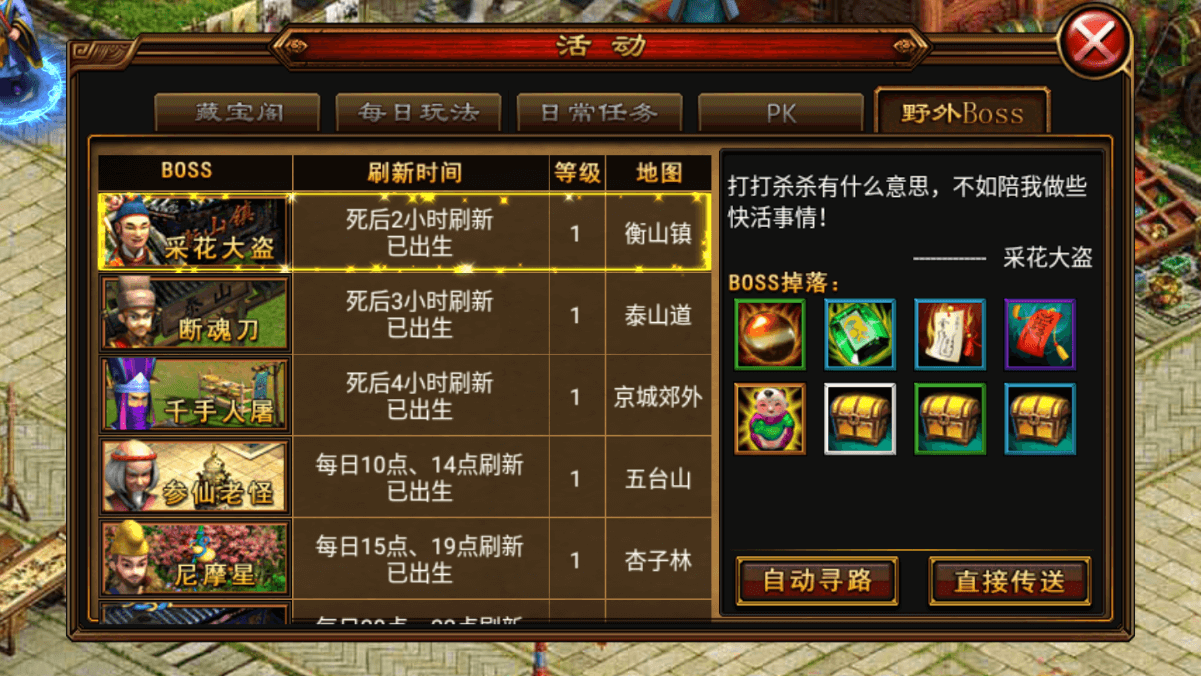 活动
藏宝阁
每日玩法
日常任务
PK
野外Boss
BOSS
刷新时间
等级
地图
采花大盗
死后2小时刷新
已出生
1
衡山镇
断魂刀
死后3小时刷新
已出生
1
泰山道
千手人屠
死后4小时刷新
已出生
1
京城郊外
参仙老怪
每日10点、14点刷新
已出生
1
五台山
尼摩星
每日15点、19点刷新
已出生
1
杏子林
打打杀杀有什么意思，不如陪我做些
快活事情！
------------ 采花大盗
BOSS掉落：
自动寻路
直接传送